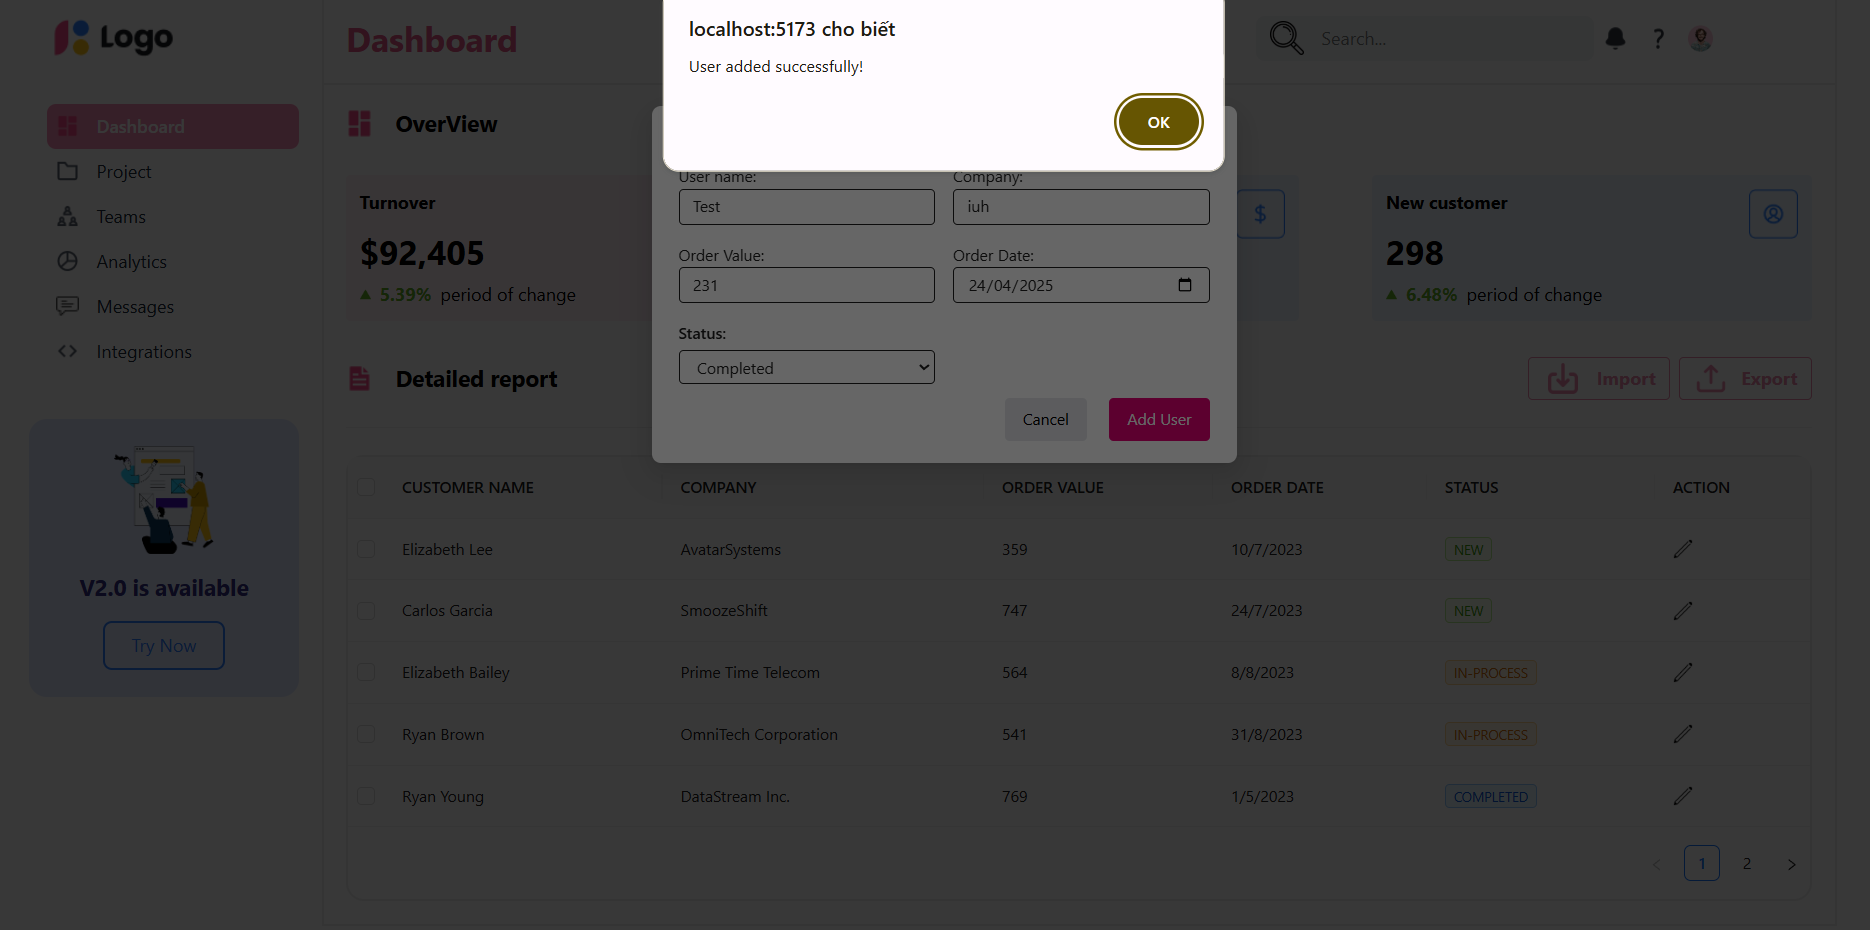 Logo
Dashboard
Search...
localhost:5173 cho biết
User added successfully!
OK
Dashboard
Project
Teams
Analytics
Messages
Integrations
V2.0 is available
Try Now
OverView
Turnover
$92,405
5.39% period of change
$
New customer
298
6.48% period of change
User name:
Company:
Test
iuh
Order Value:
Order Date:
231
24/04/2025
Status:
Completed
Cancel
Add User
Detailed report
Import
Export
CUSTOMER NAME COMPANY ORDER VALUE ORDER DATE STATUS ACTION
Elizabeth Lee AvatarSystems 359 10/7/2023 NEW
Carlos Garcia SmoozeShift 747 24/7/2023 NEW
Elizabeth Bailey Prime Time Telecom 564 8/8/2023 IN-PROCESS
Ryan Brown OmniTech Corporation 541 31/8/2023 IN-PROCESS
Ryan Young DataStream Inc. 769 1/5/2023 COMPLETED
< 1 2 >